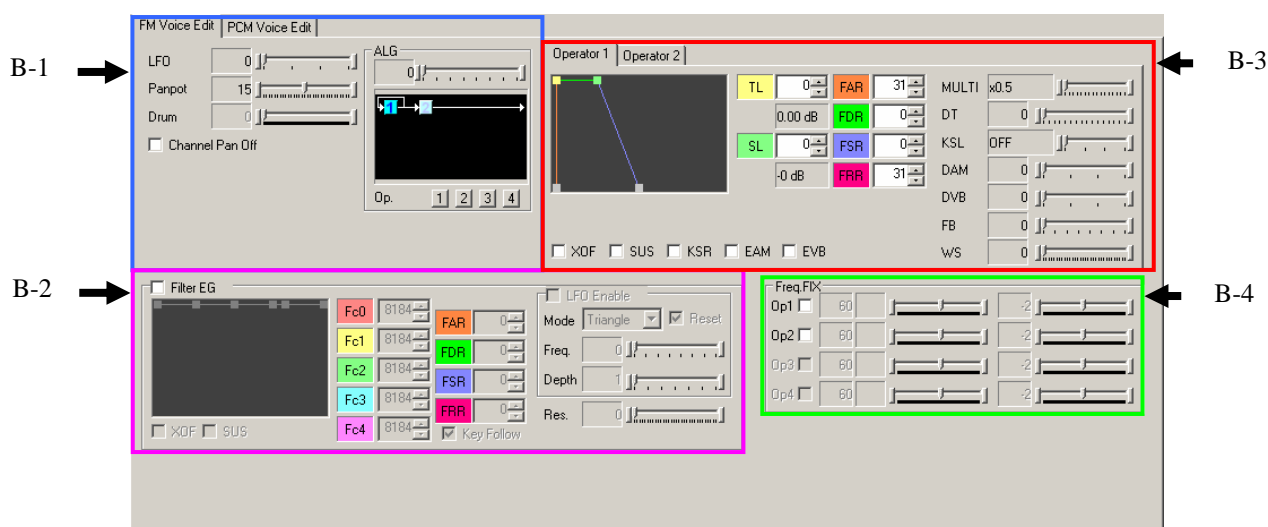 FM Voice Edit PCM Voice Edit
B-1
LFO 0
Panpot 15
Drum 0
Channel Pan Off
ALG
0
1 2
Op. 1 2 3 4
B-3
Operator 1 Operator 2
TL 0 FAR 31
0.00 dB FDR 0
SL 0 FSR 0
-0 dB FRR 31
MULTI x0.5
DT 0
KSL OFF
DAM 0
DVB 0
FB 0
WS 0
XOF SUS KSR EAM EVB
B-2
Filter EG
XOF SUS
Fc0 8184
Fc1 8184
Fc2 8184
Fc3 8184
Fc4 8184
FAR 0
FDR 0
FSR 0
FRR 0
Key Follow
LFO Enable
Mode Triangle Reset
Freq. 0
Depth 1
Res. 0
B-4
Freq.FIX
Op1 60 -2
Op2 60 -2
Op3 60 -2
Op4 60 -2